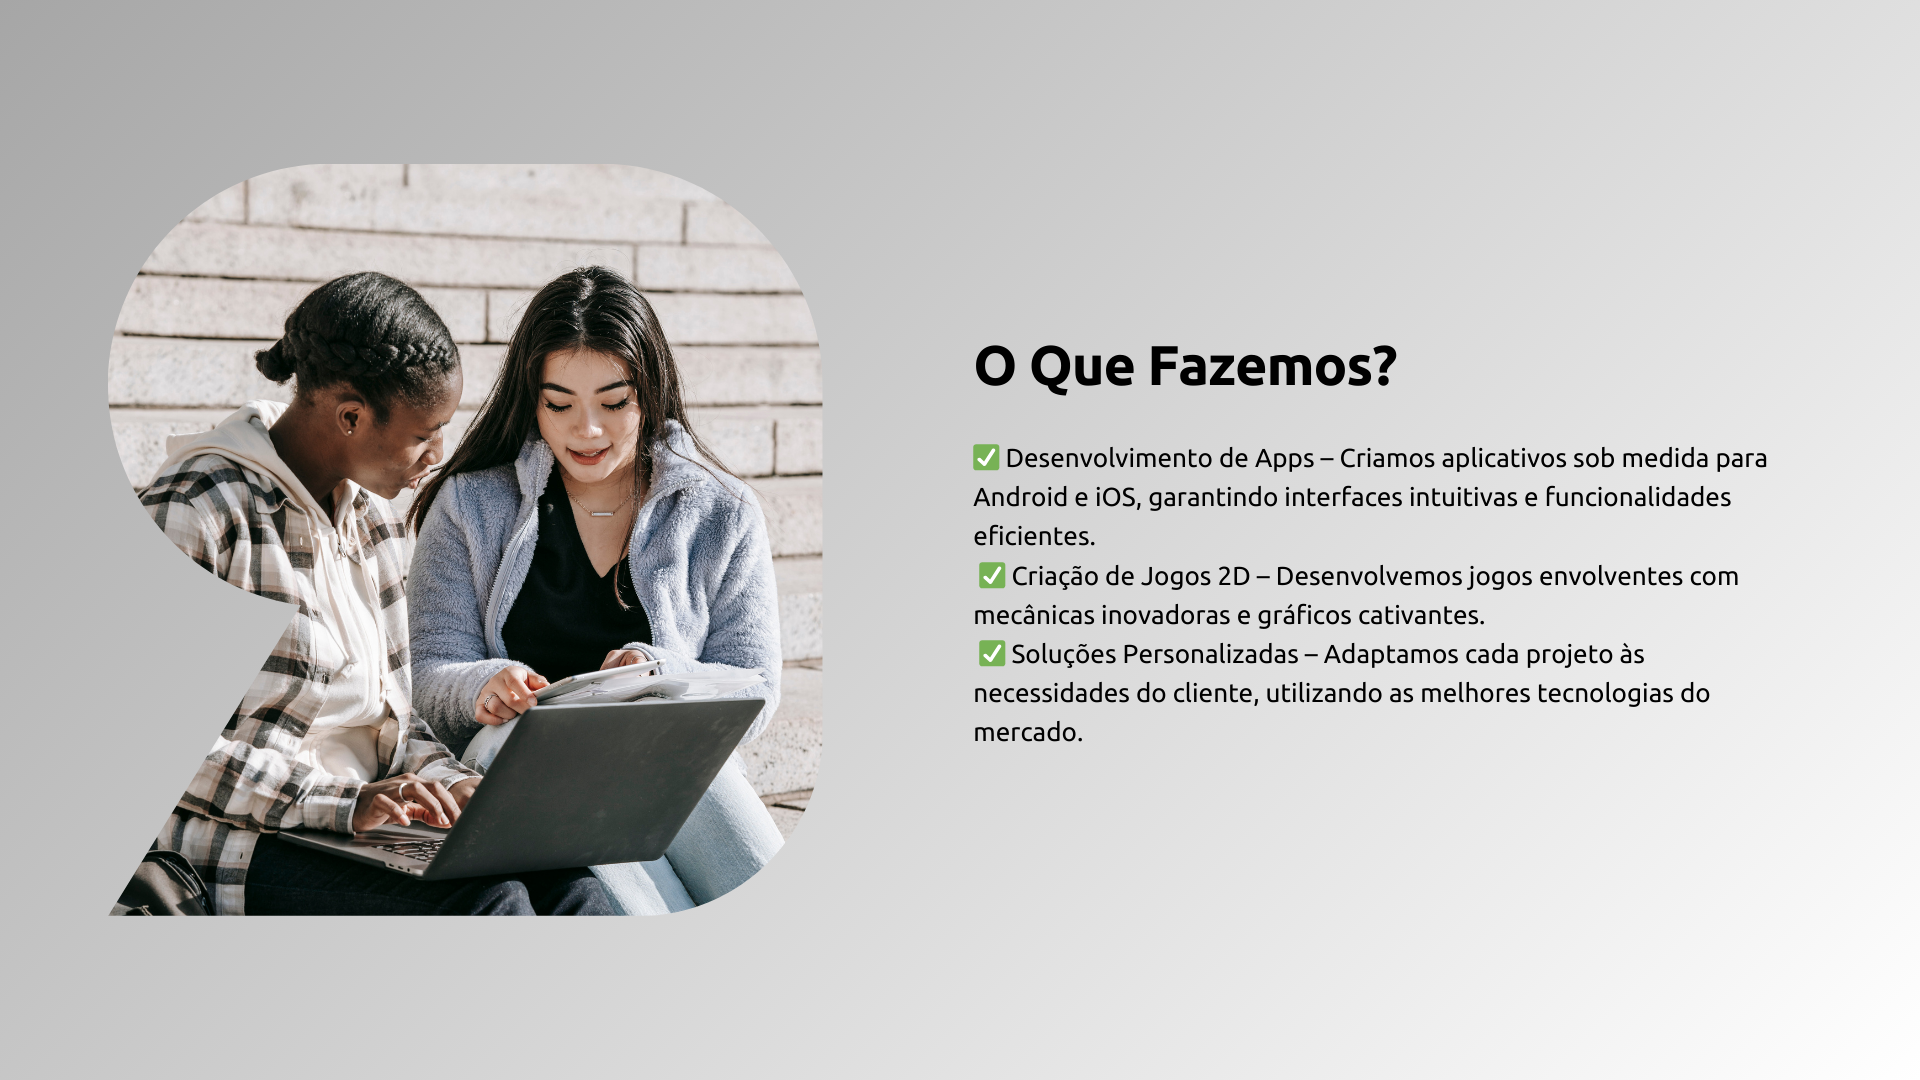 O Que Fazemos?
✅ Desenvolvimento de Apps – Criamos aplicativos sob medida para
Android e iOS, garantindo interfaces intuitivas e funcionalidades
eficientes.
✅ Criação de Jogos 2D – Desenvolvemos jogos envolventes com
mecânicas inovadoras e gráficos cativantes.
✅ Soluções Personalizadas – Adaptamos cada projeto às
necessidades do cliente, utilizando as melhores tecnologias do
mercado.